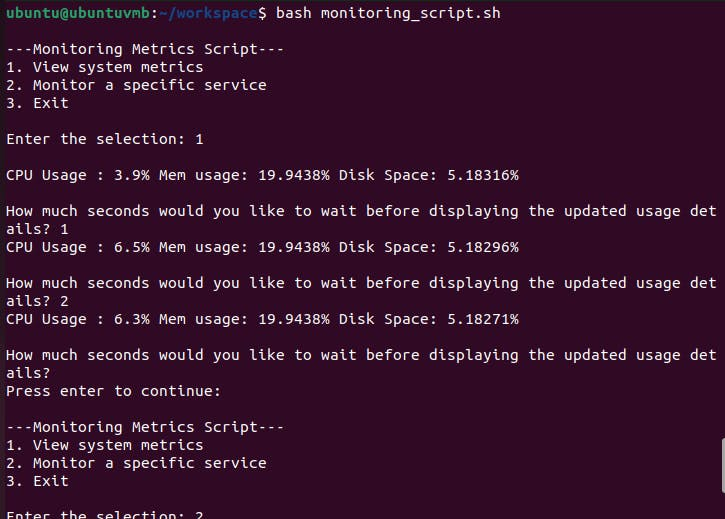 ubuntu@ubuntuvmb:~/workspace$ bash monitoring_script.sh
---Monitoring Metrics Script---
1. View system metrics
2. Monitor a specific service
3. Exit
Enter the selection: 1
CPU Usage : 3.9% Mem usage: 19.9438% Disk Space: 5.18316%
How much seconds would you like to wait before displaying the updated usage det
ails? 1
CPU Usage : 6.5% Mem usage: 19.9438% Disk Space: 5.18296%
How much seconds would you like to wait before displaying the updated usage det
ails? 2
CPU Usage : 6.3% Mem usage: 19.9438% Disk Space: 5.18271%
How much seconds would you like to wait before displaying the updated usage det
ails?
Press enter to continue:
---Monitoring Metrics Script---
1. View system metrics
2. Monitor a specific service
3. Exit
Enter the selection: 2